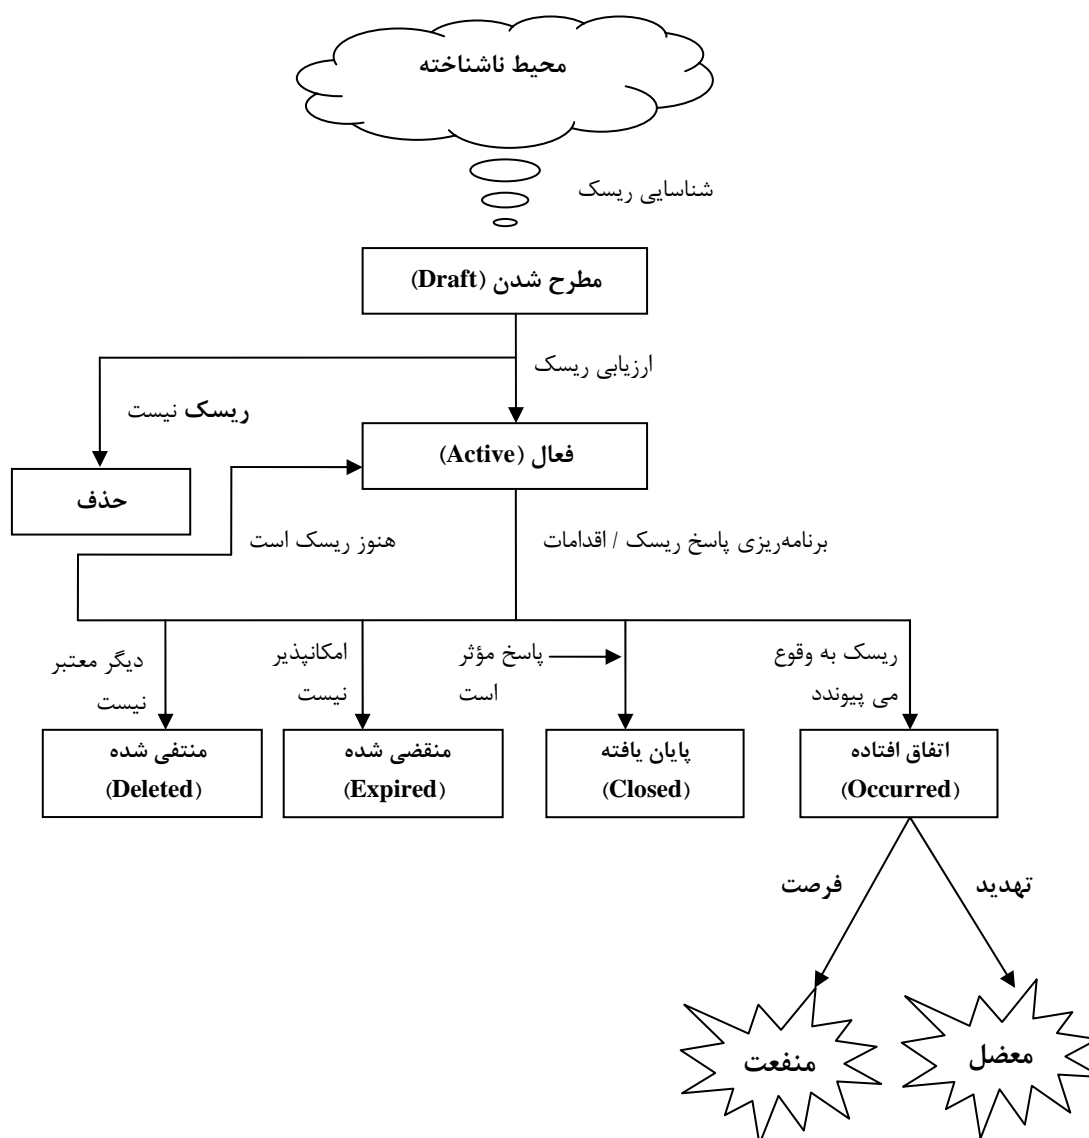 محیط ناشناخته
شناسایی ریسک
مطرح شدن (Draft)
ارزیابی ریسک
ریسک نیست
فعال (Active)
حذف
هنوز ریسک است
برنامه‌ریزی پاسخ ریسک / اقدامات
ریسک به وقوع
می پیوندد
پاسخ مؤثر
است
امکانپذیر
نیست
دیگر معتبر
نیست
اتفاق افتاده
(Occurred)
پایان یافته
(Closed)
منقضی شده
(Expired)
منتفی شده
(Deleted)
تهدید
فرصت
معضل
منفعت